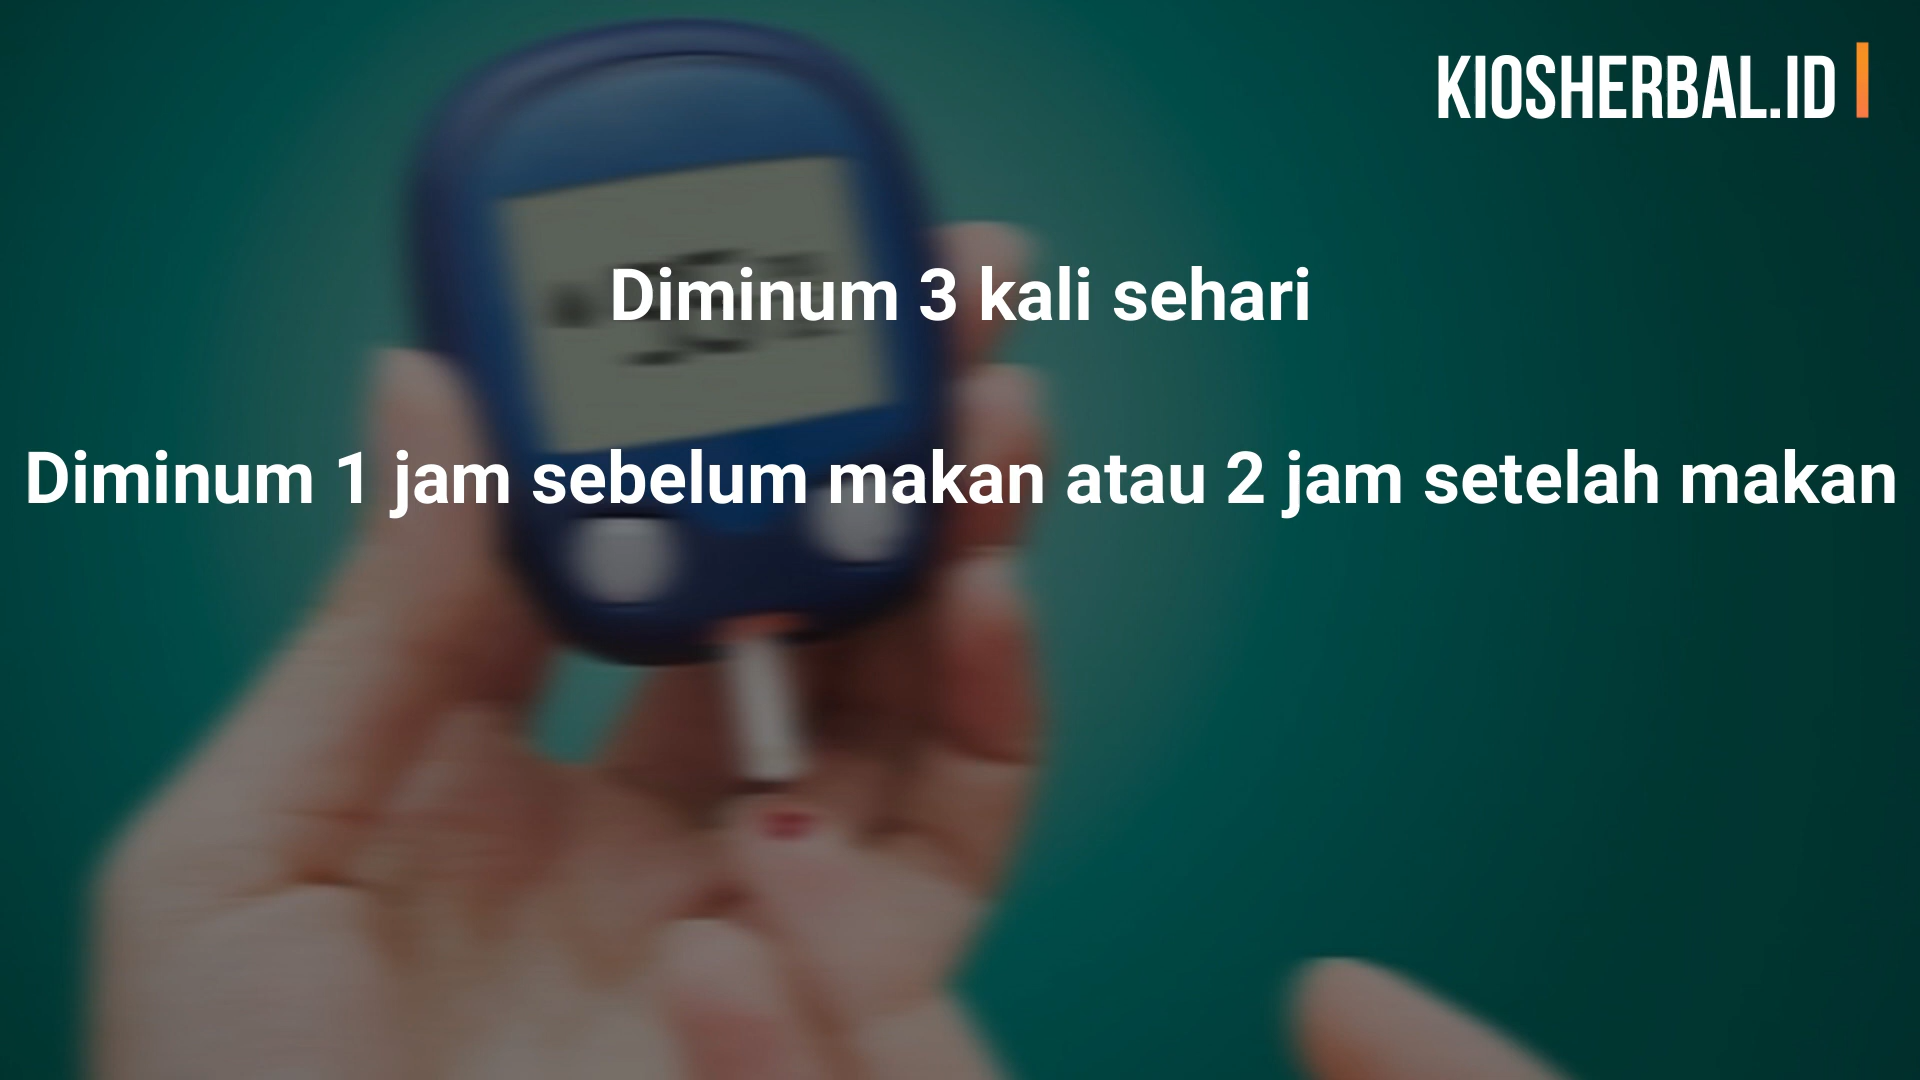 KIOSHERBAL.ID
Diminum 3 kali sehari
Diminum 1 jam sebelum makan atau 2 jam setelah makan